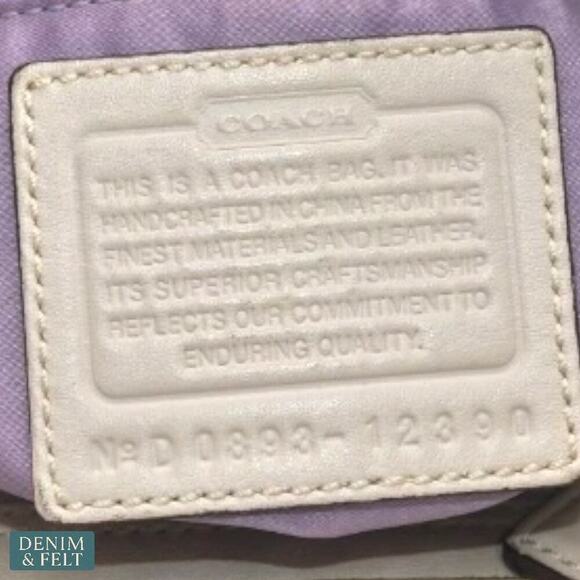 COACH
THIS IS A COACH BAG. IT WAS
HANDCRAFTED IN CHINA FROM THE
FINEST MATERIALS AND LEATHER.
ITS SUPERIOR CRAFTSMANSHIP
REFLECTS OUR COMMITMENT TO
ENDURING QUALITY.
Nº D 0893-12390
DENIM
& FELT